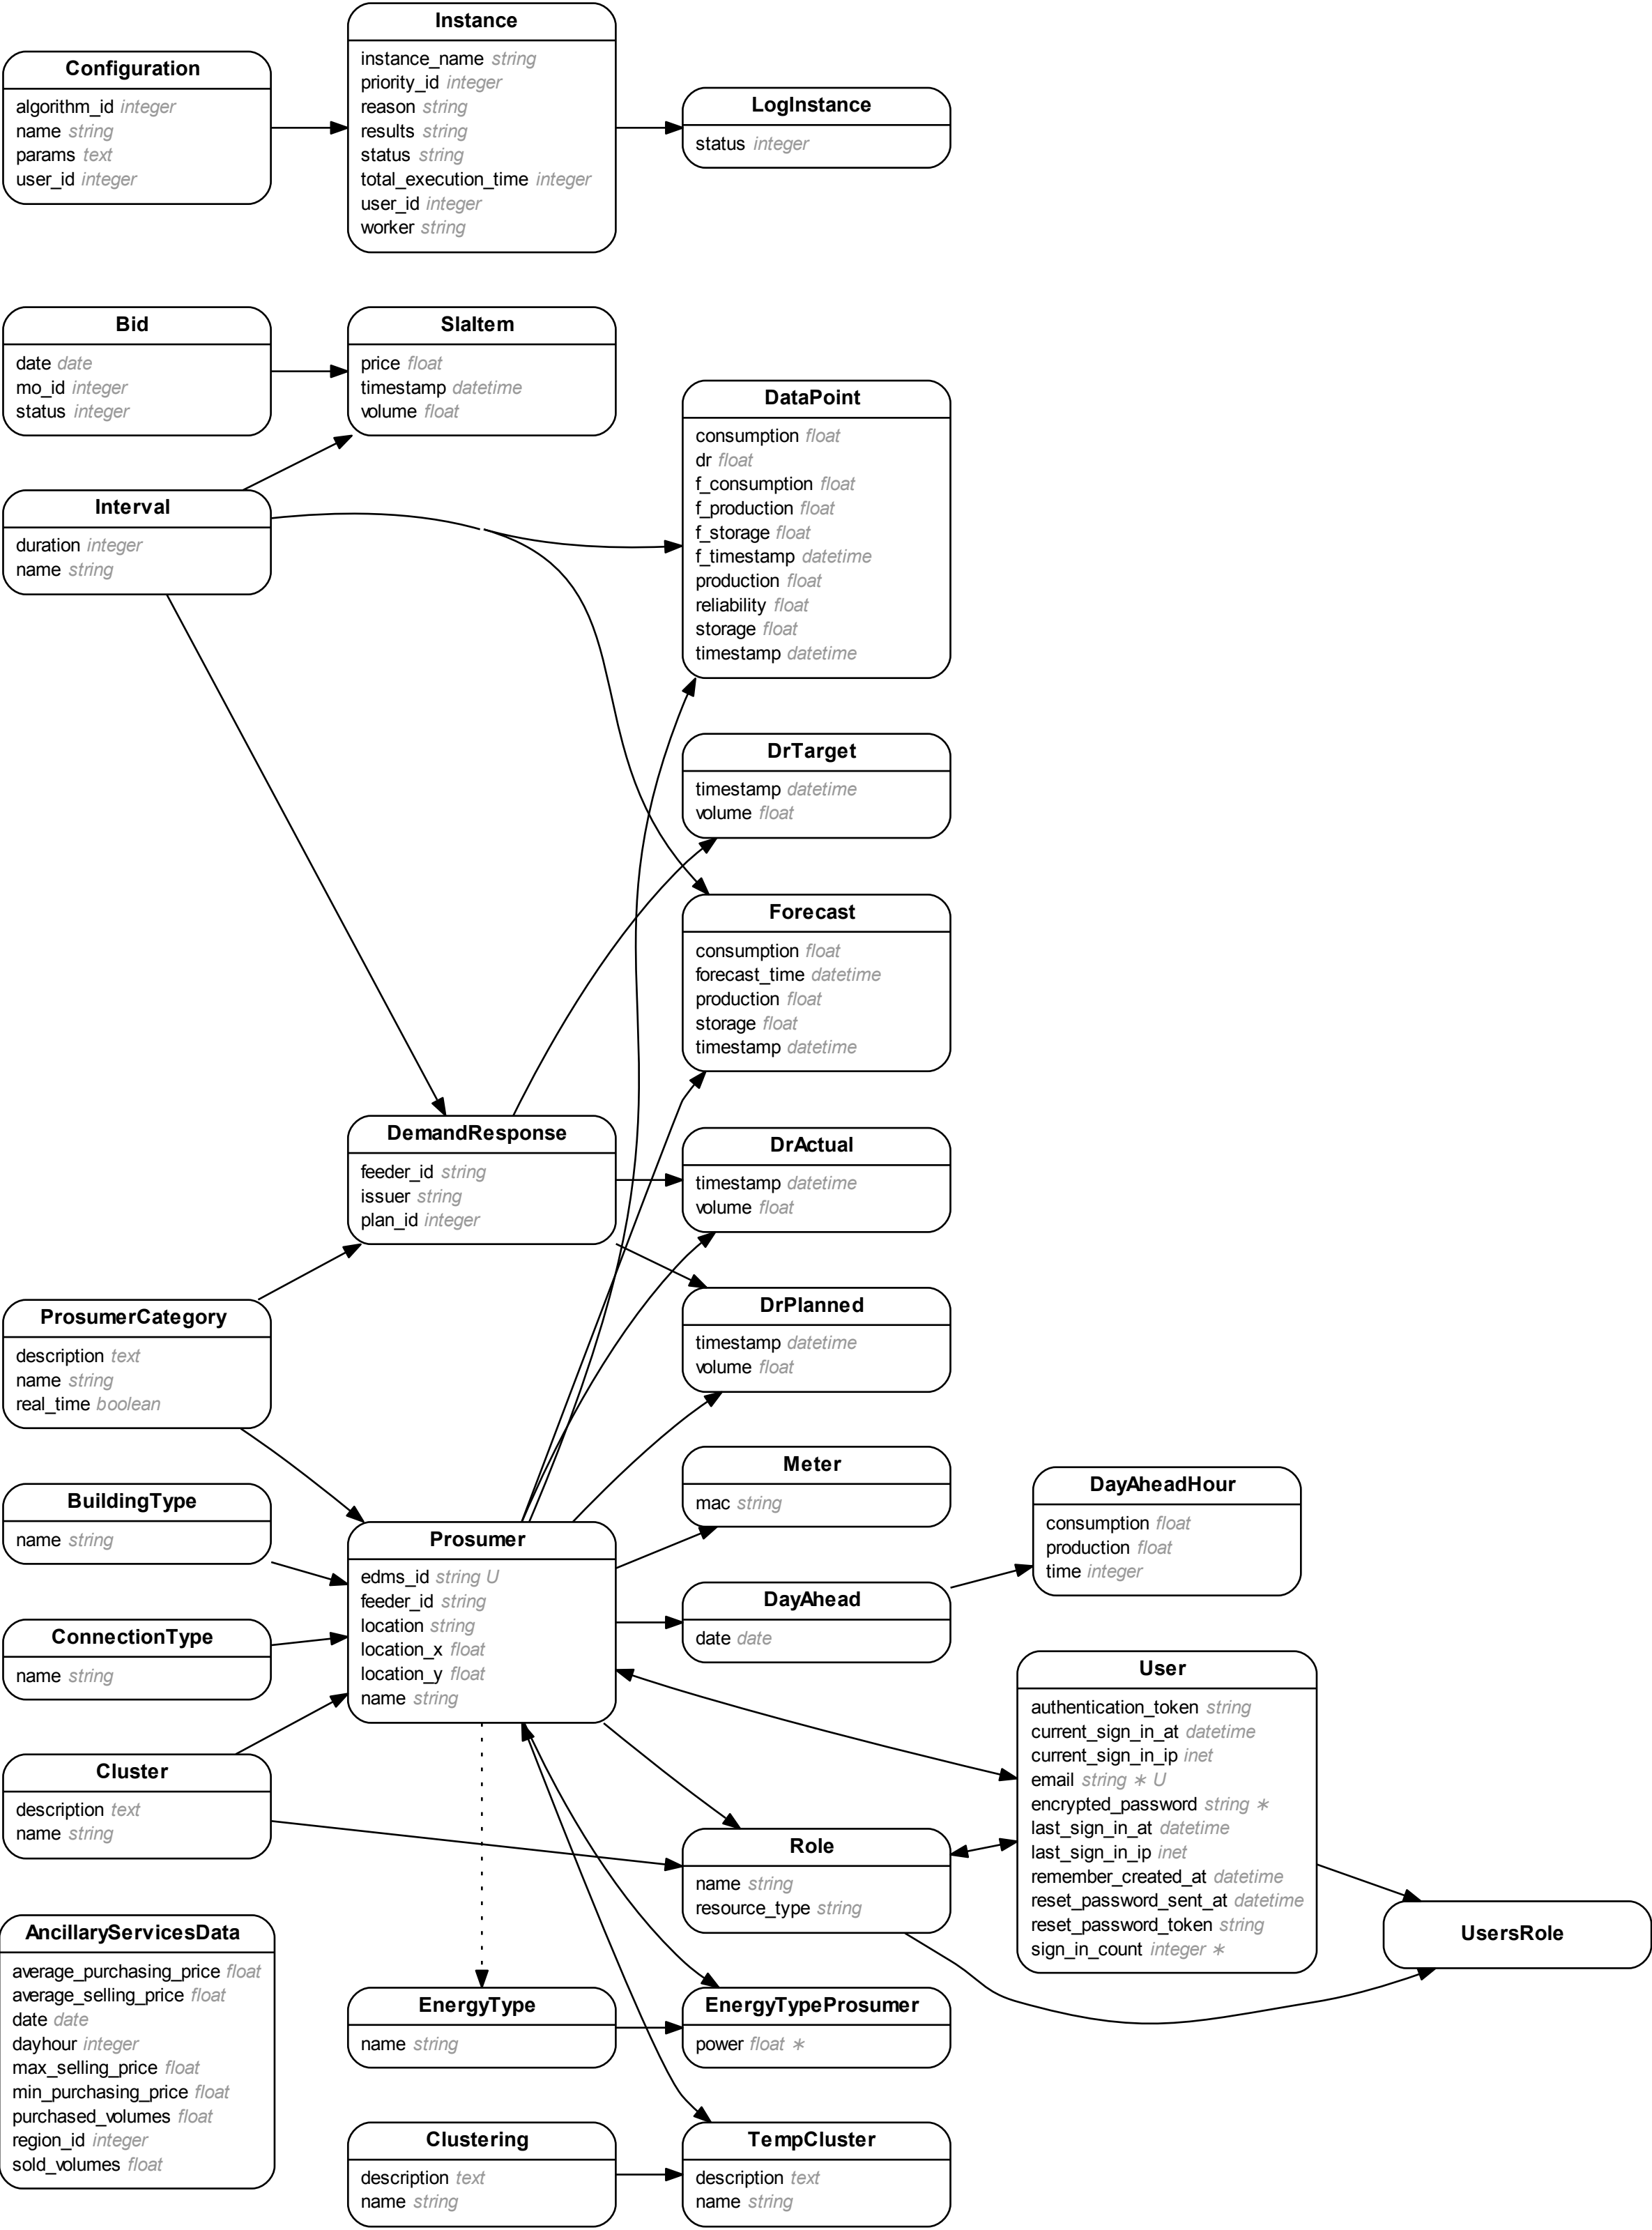 Instance
instance_name string
priority_id integer
reason string
results string
status string
total_execution_time integer
user_id integer
worker string
Configuration
algorithm_id integer
name string
params text
user_id integer
LogInstance
status integer
Bid
date date
mo_id integer
status integer
SlaItem
price float
timestamp datetime
volume float
DataPoint
consumption float
dr float
f_consumption float
f_production float
f_storage float
f_timestamp datetime
production float
reliability float
storage float
timestamp datetime
Interval
duration integer
name string
DrTarget
timestamp datetime
volume float
Forecast
consumption float
forecast_time datetime
production float
storage float
timestamp datetime
DemandResponse
feeder_id string
issuer string
plan_id integer
DrActual
timestamp datetime
volume float
ProsumerCategory
description text
name string
real_time boolean
DrPlanned
timestamp datetime
volume float
Meter
mac string
DayAheadHour
consumption float
production float
time integer
BuildingType
name string
Prosumer
edms_id string U
feeder_id string
location string
location_x float
location_y float
name string
DayAhead
date date
ConnectionType
name string
User
authentication_token string
current_sign_in_at datetime
current_sign_in_ip inet
email string ∗ U
encrypted_password string ∗
last_sign_in_at datetime
last_sign_in_ip inet
remember_created_at datetime
reset_password_sent_at datetime
reset_password_token string
sign_in_count integer ∗
Cluster
description text
name string
Role
name string
resource_type string
UsersRole
AncillaryServicesData
average_purchasing_price float
average_selling_price float
date date
dayhour integer
max_selling_price float
min_purchasing_price float
purchased_volumes float
region_id integer
sold_volumes float
EnergyType
name string
EnergyTypeProsumer
power float ∗
Clustering
description text
name string
TempCluster
description text
name string